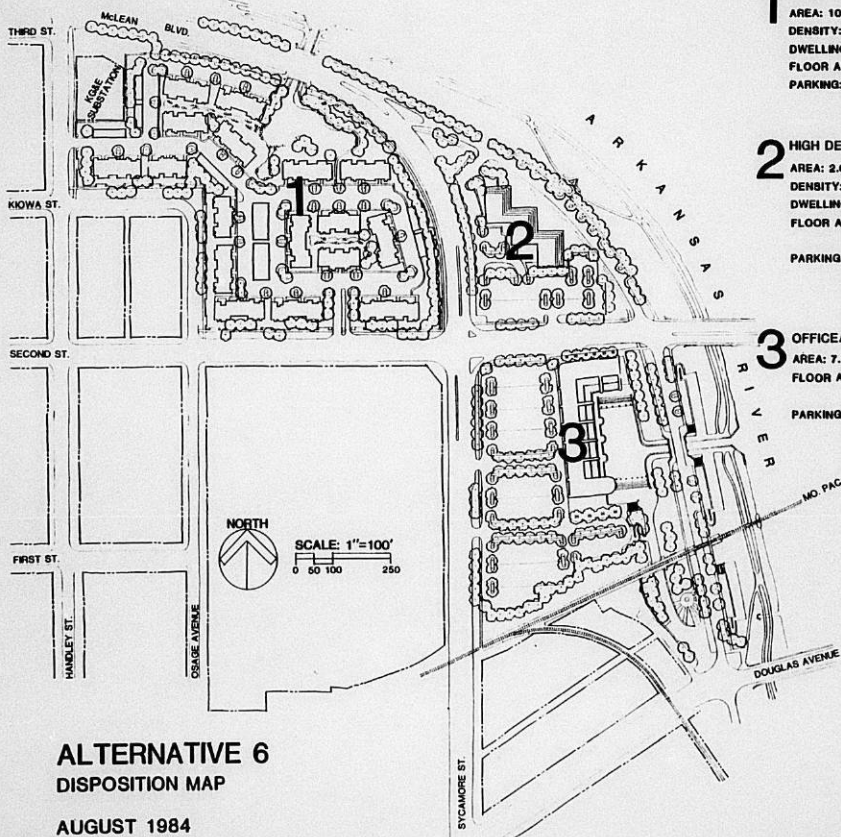 McLEAN BLVD.
THIRD ST.
KG&E
SUBSTATION
1
KIOWA ST.
2
SECOND ST.
3
ARKANSAS RIVER
MO. PAC
NORTH
SCALE: 1"=100'
0 50 100 250
FIRST ST.
HANDLEY ST.
OSAGE AVENUE
SYCAMORE ST.
DOUGLAS AVENUE
ALTERNATIVE 6
DISPOSITION MAP
AUGUST 1984
1
AREA: 10
DENSITY:
DWELLING
FLOOR A
PARKING:
2 HIGH DE
AREA: 2.
DENSITY:
DWELLING
FLOOR A
PARKING
3 OFFICE
AREA: 7.
FLOOR A
PARKING